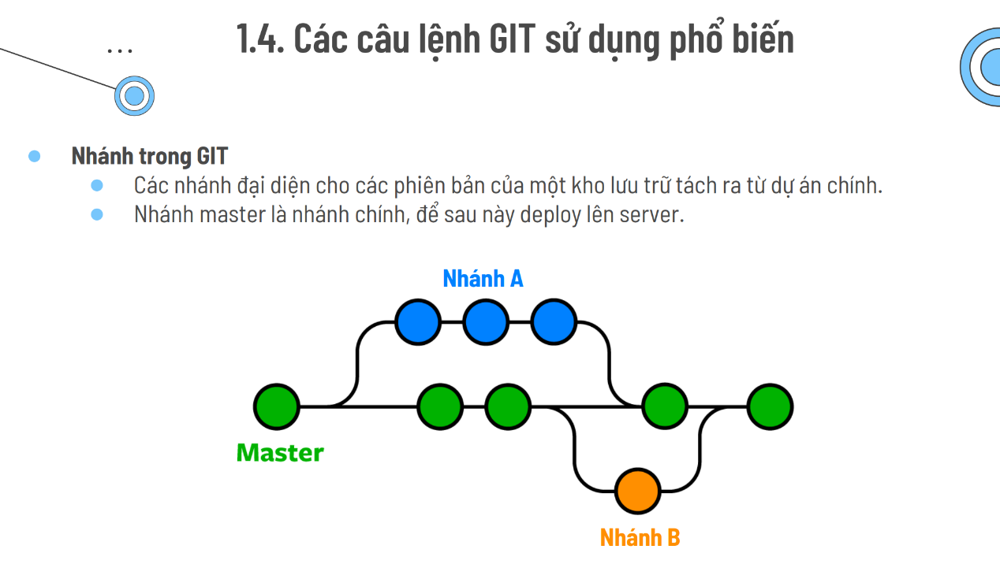 ...
1.4. Các câu lệnh GIT sử dụng phổ biến
Nhánh trong GIT
Các nhánh đại diện cho các phiên bản của một kho lưu trữ tách ra từ dự án chính.
Nhánh master là nhánh chính, để sau này deploy lên server.
Nhánh A
Master
Nhánh B